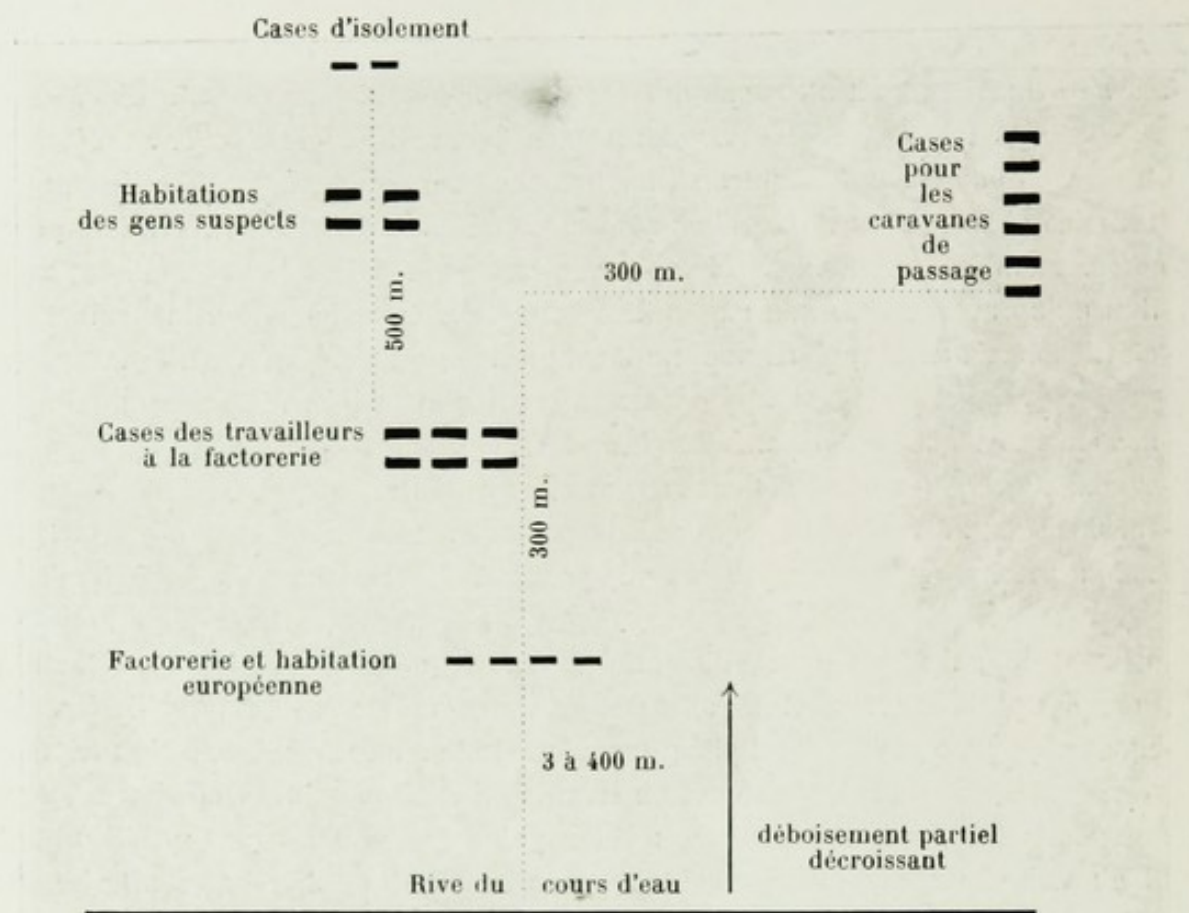 Cases d'isolement
Cases
pour
les
caravanes
de
passage
Habitations
des gens suspects
300 m.
500 m.
Cases des travailleurs
à la factorerie
300 m.
Factorerie et habitation
européenne
3 à 400 m.
déboisement partiel
décroissant
Rive du cours d'eau